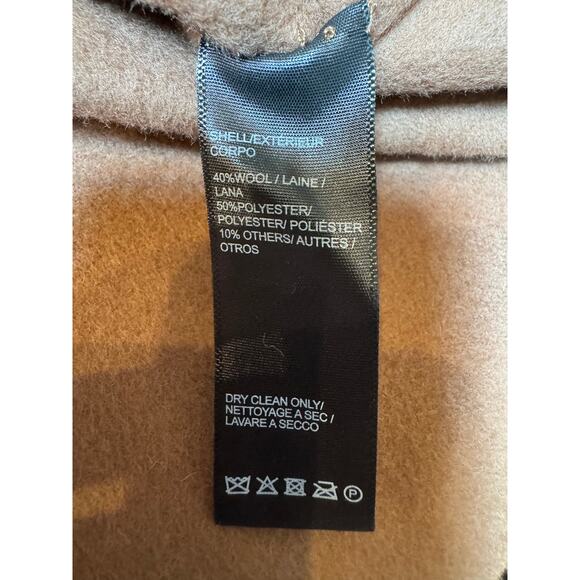 SHELL/EXTERIEUR
CORPO
40%WOOL / LAINE /
LANA
50%POLYESTER/
POLYESTER/ POLIÉSTER
10% OTHERS/ AUTRES /
OTROS
DRY CLEAN ONLY/
NETTOYAGE A SEC /
LAVARE A SECCO
P